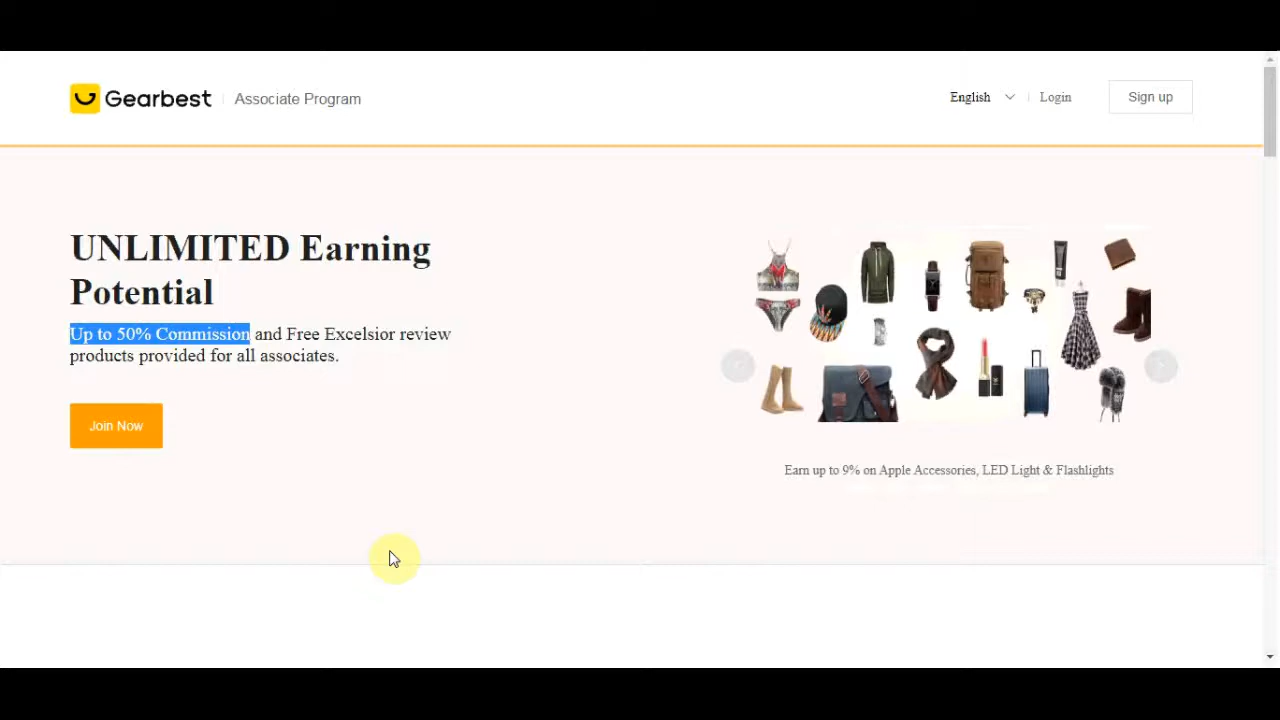 Gearbest
Associate Program
English
Login
Sign up
UNLIMITED Earning
Potential
Up to 50% Commission and Free Excelsior review
products provided for all associates.
Join Now
Earn up to 9% on Apple Accessories, LED Light & Flashlights